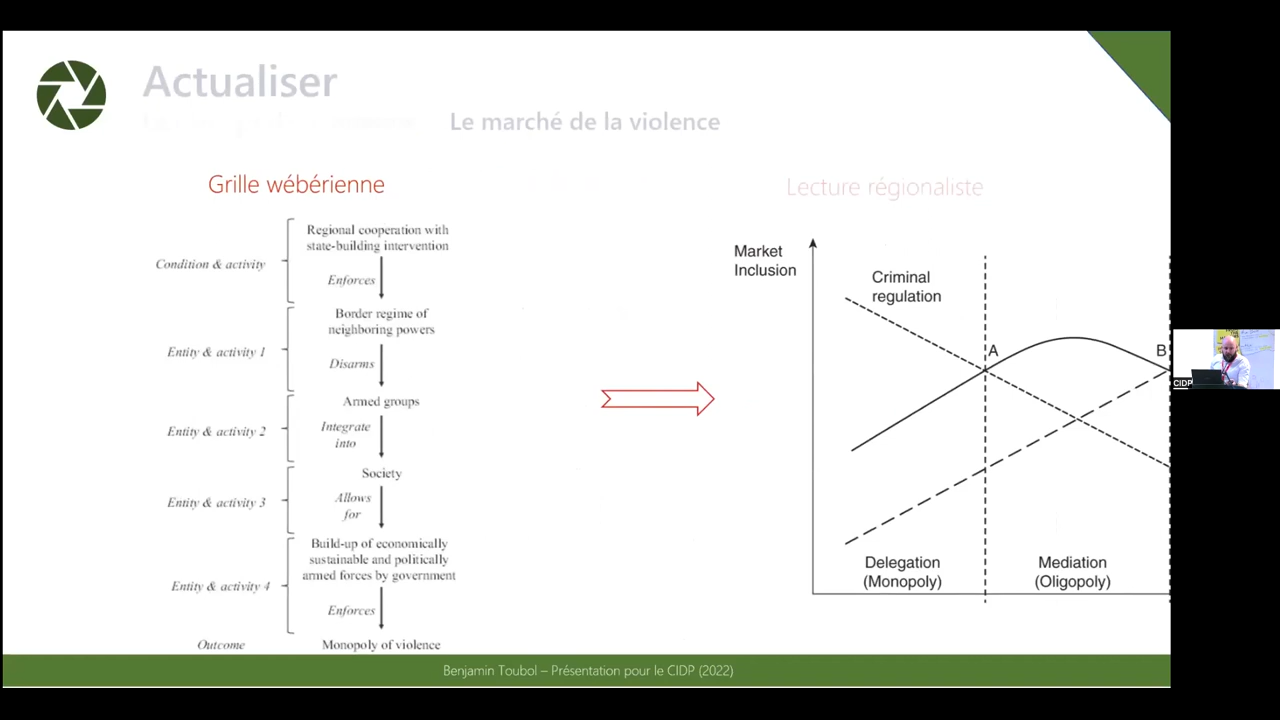 Actualiser
Le marché de la violence
Grille wébérienne
Lecture régionaliste
Condition & activity
Regional cooperation with
state-building intervention
Enforces
Entity & activity 1
Border regime of
neighboring powers
Disarms
Entity & activity 2
Armed groups
Integrate
into
Entity & activity 3
Society
Allows
for
Entity & activity 4
Build-up of economically
sustainable and politically
armed forces by government
Enforces
Outcome
Monopoly of violence
Market
Inclusion
Criminal
regulation
A
B
Delegation
(Monopoly)
Mediation
(Oligopoly)
CIDP
Benjamin Toubol – Présentation pour le CIDP (2022)